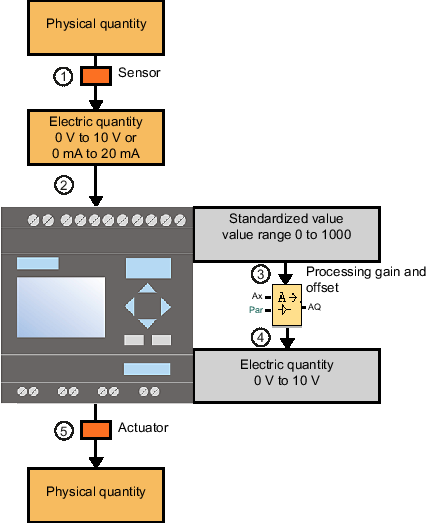 Physical quantity
1
Sensor
Electric quantity
0 V to 10 V or
0 mA to 20 mA
2
Standardized value
value range 0 to 1000
3
Processing gain and
offset
Ax
A→
AQ
Par
4
Electric quantity
0 V to 10 V
5
Actuator
Physical quantity